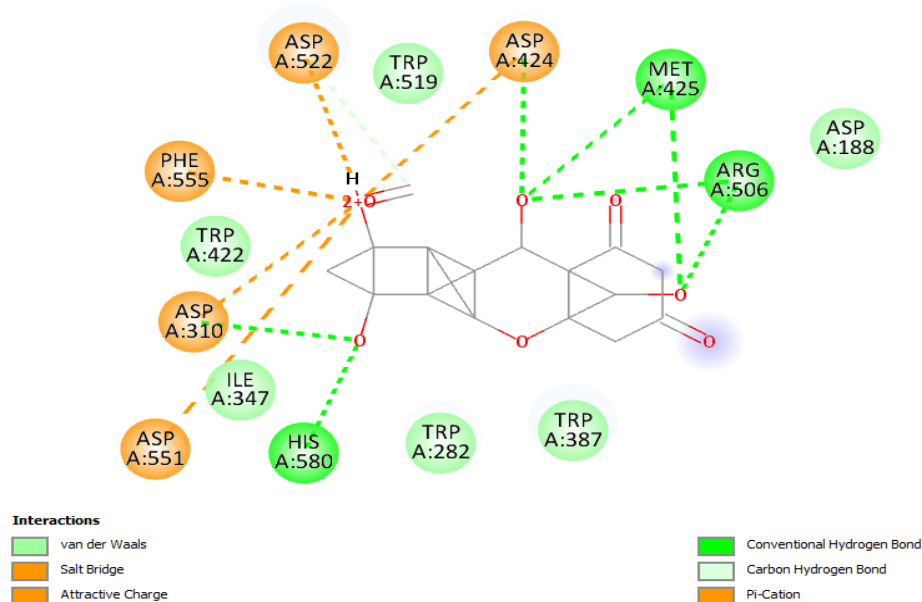 ASP
A:522
TRP
A:519
ASP
A:424
MET
A:425
ASP
A:188
PHE
A:555
ARG
A:506
H
2+O
O
O
TRP
A:422
O
ASP
A:310
O
O
O
ILE
A:347
ASP
A:551
HIS
A:580
TRP
A:282
TRP
A:387
Interactions
van der Waals
Salt Bridge
Attractive Charge
Conventional Hydrogen Bond
Carbon Hydrogen Bond
Pi-Cation